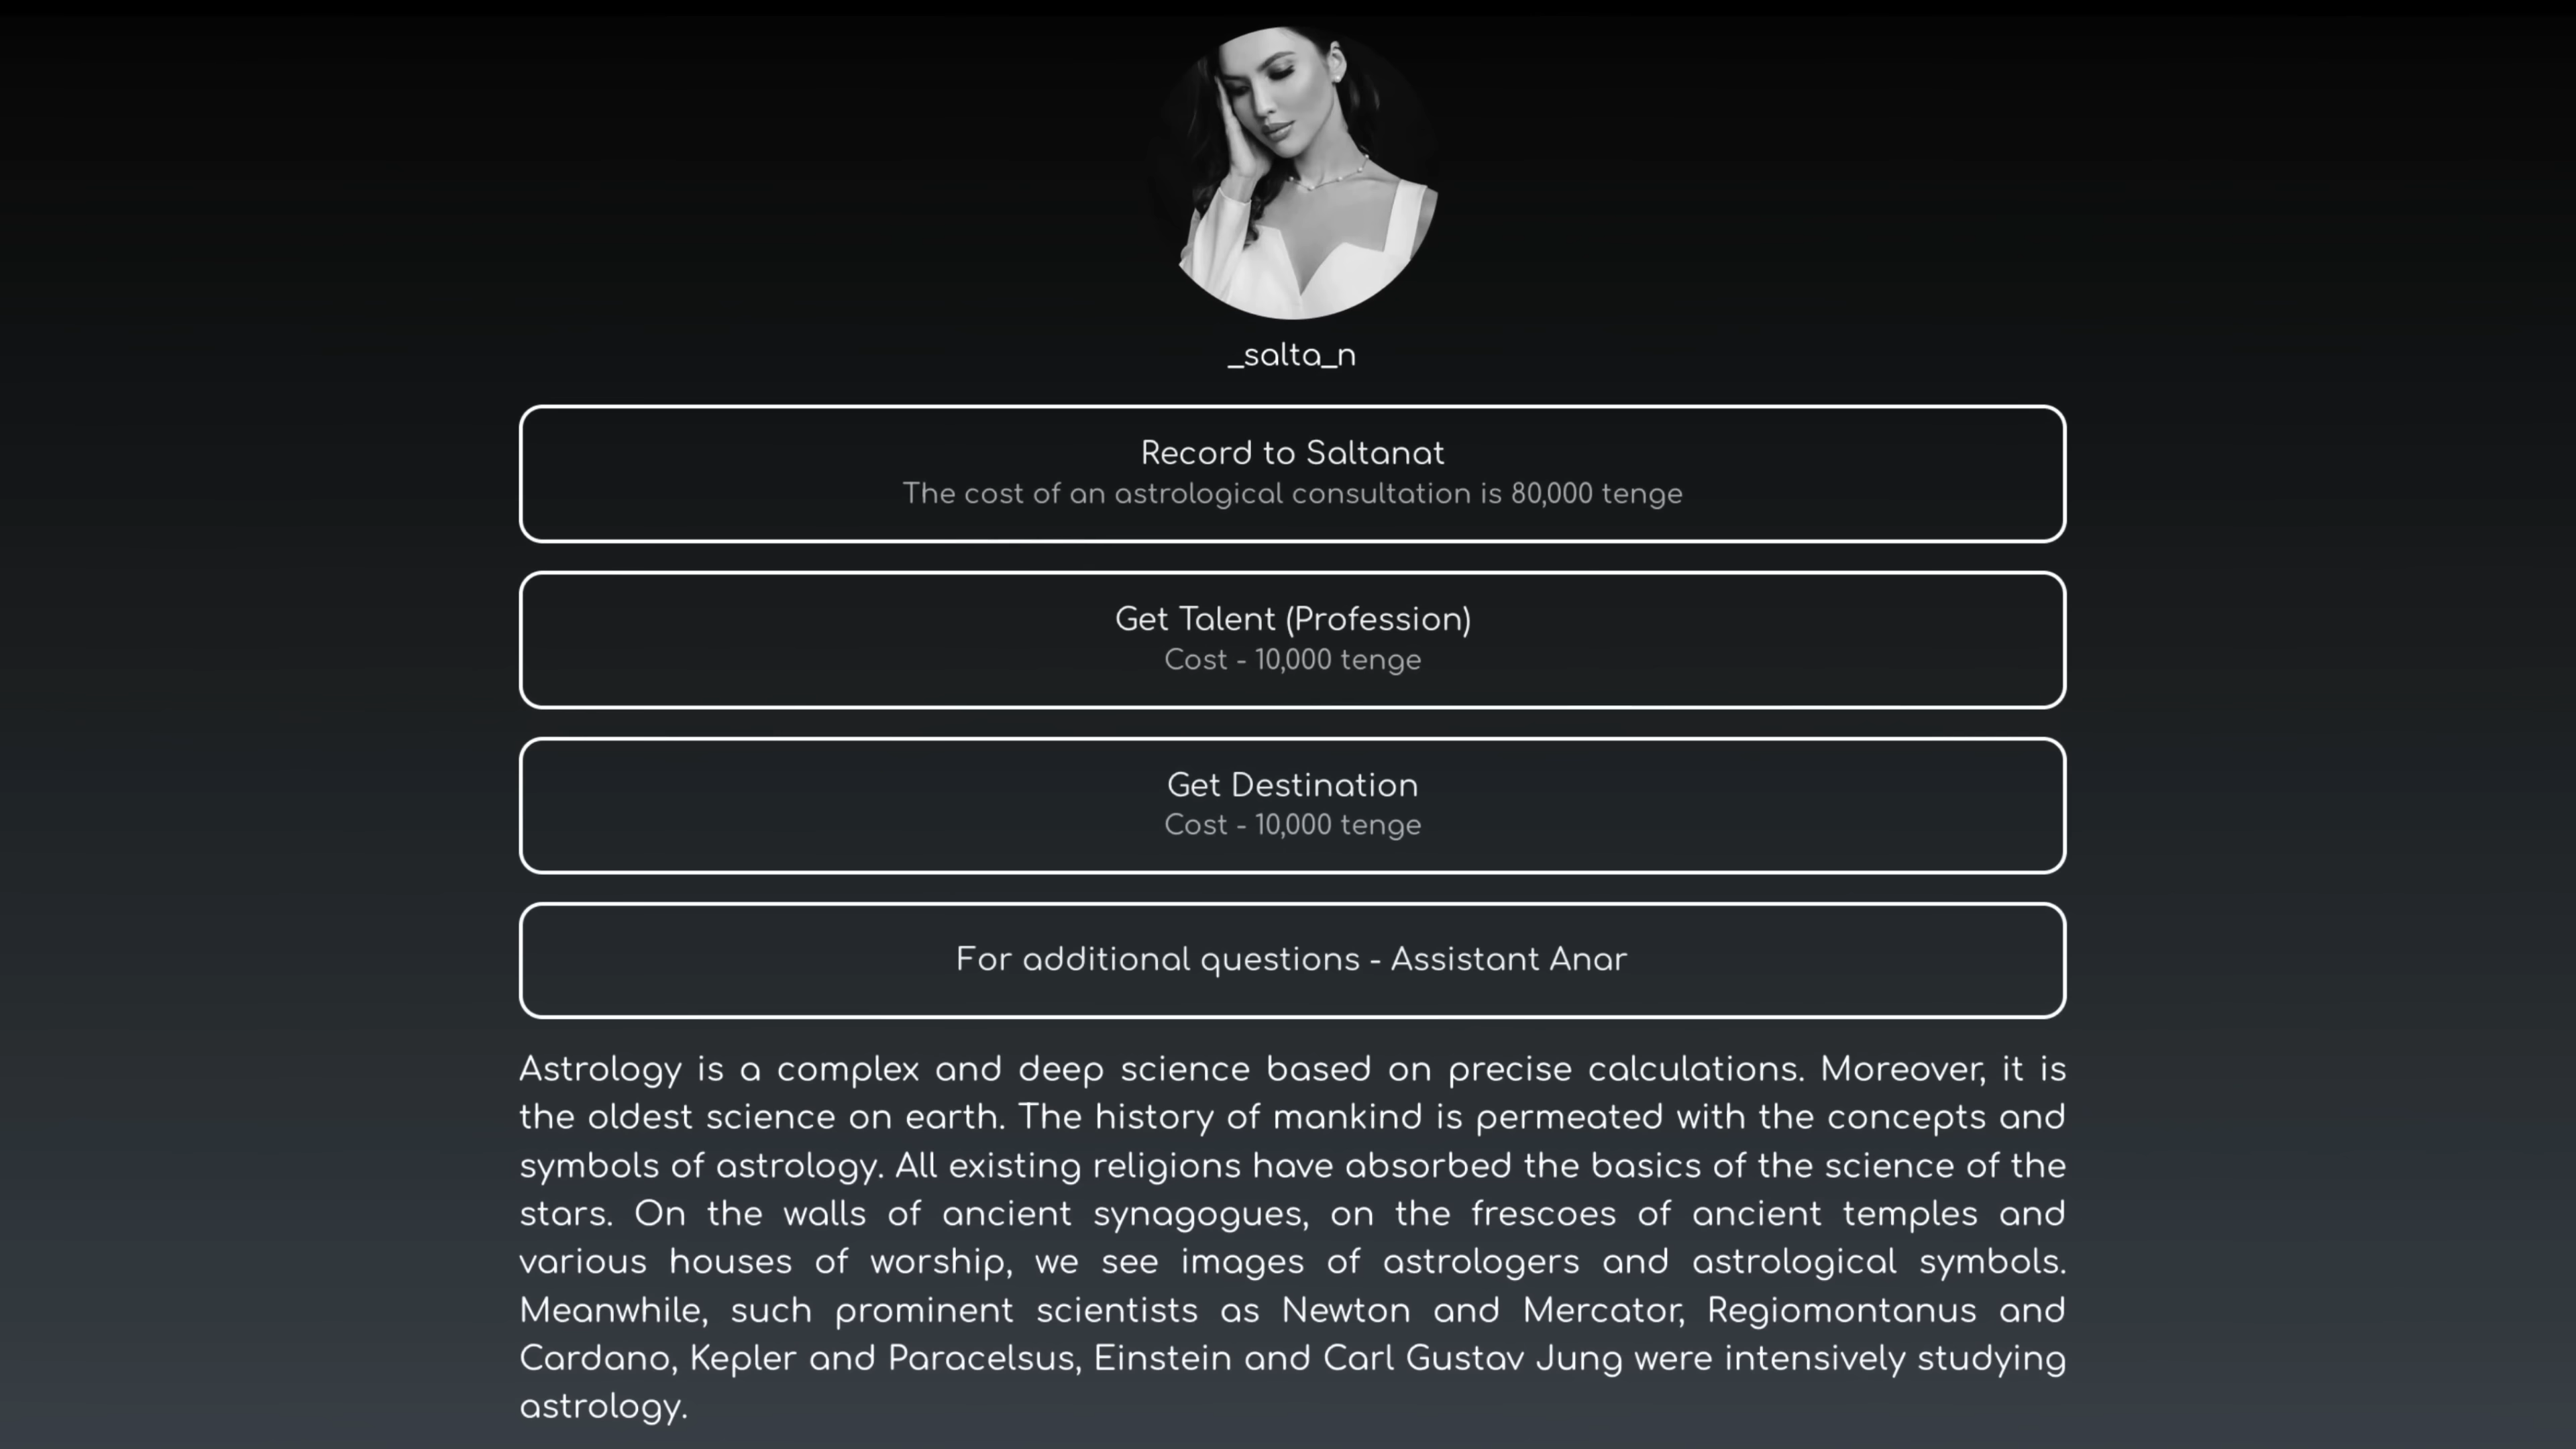 _salta_n
Record to Saltanat
The cost of an astrological consultation is 80,000 tenge
Get Talent (Profession)
Cost - 10,000 tenge
Get Destination
Cost - 10,000 tenge
For additional questions - Assistant Anar
Astrology is a complex and deep science based on precise calculations. Moreover, it is
the oldest science on earth. The history of mankind is permeated with the concepts and
symbols of astrology. All existing religions have absorbed the basics of the science of the
stars. On the walls of ancient synagogues, on the frescoes of ancient temples and
various houses of worship, we see images of astrologers and astrological symbols.
Meanwhile, such prominent scientists as Newton and Mercator, Regiomontanus and
Cardano, Kepler and Paracelsus, Einstein and Carl Gustav Jung were intensively studying
astrology.